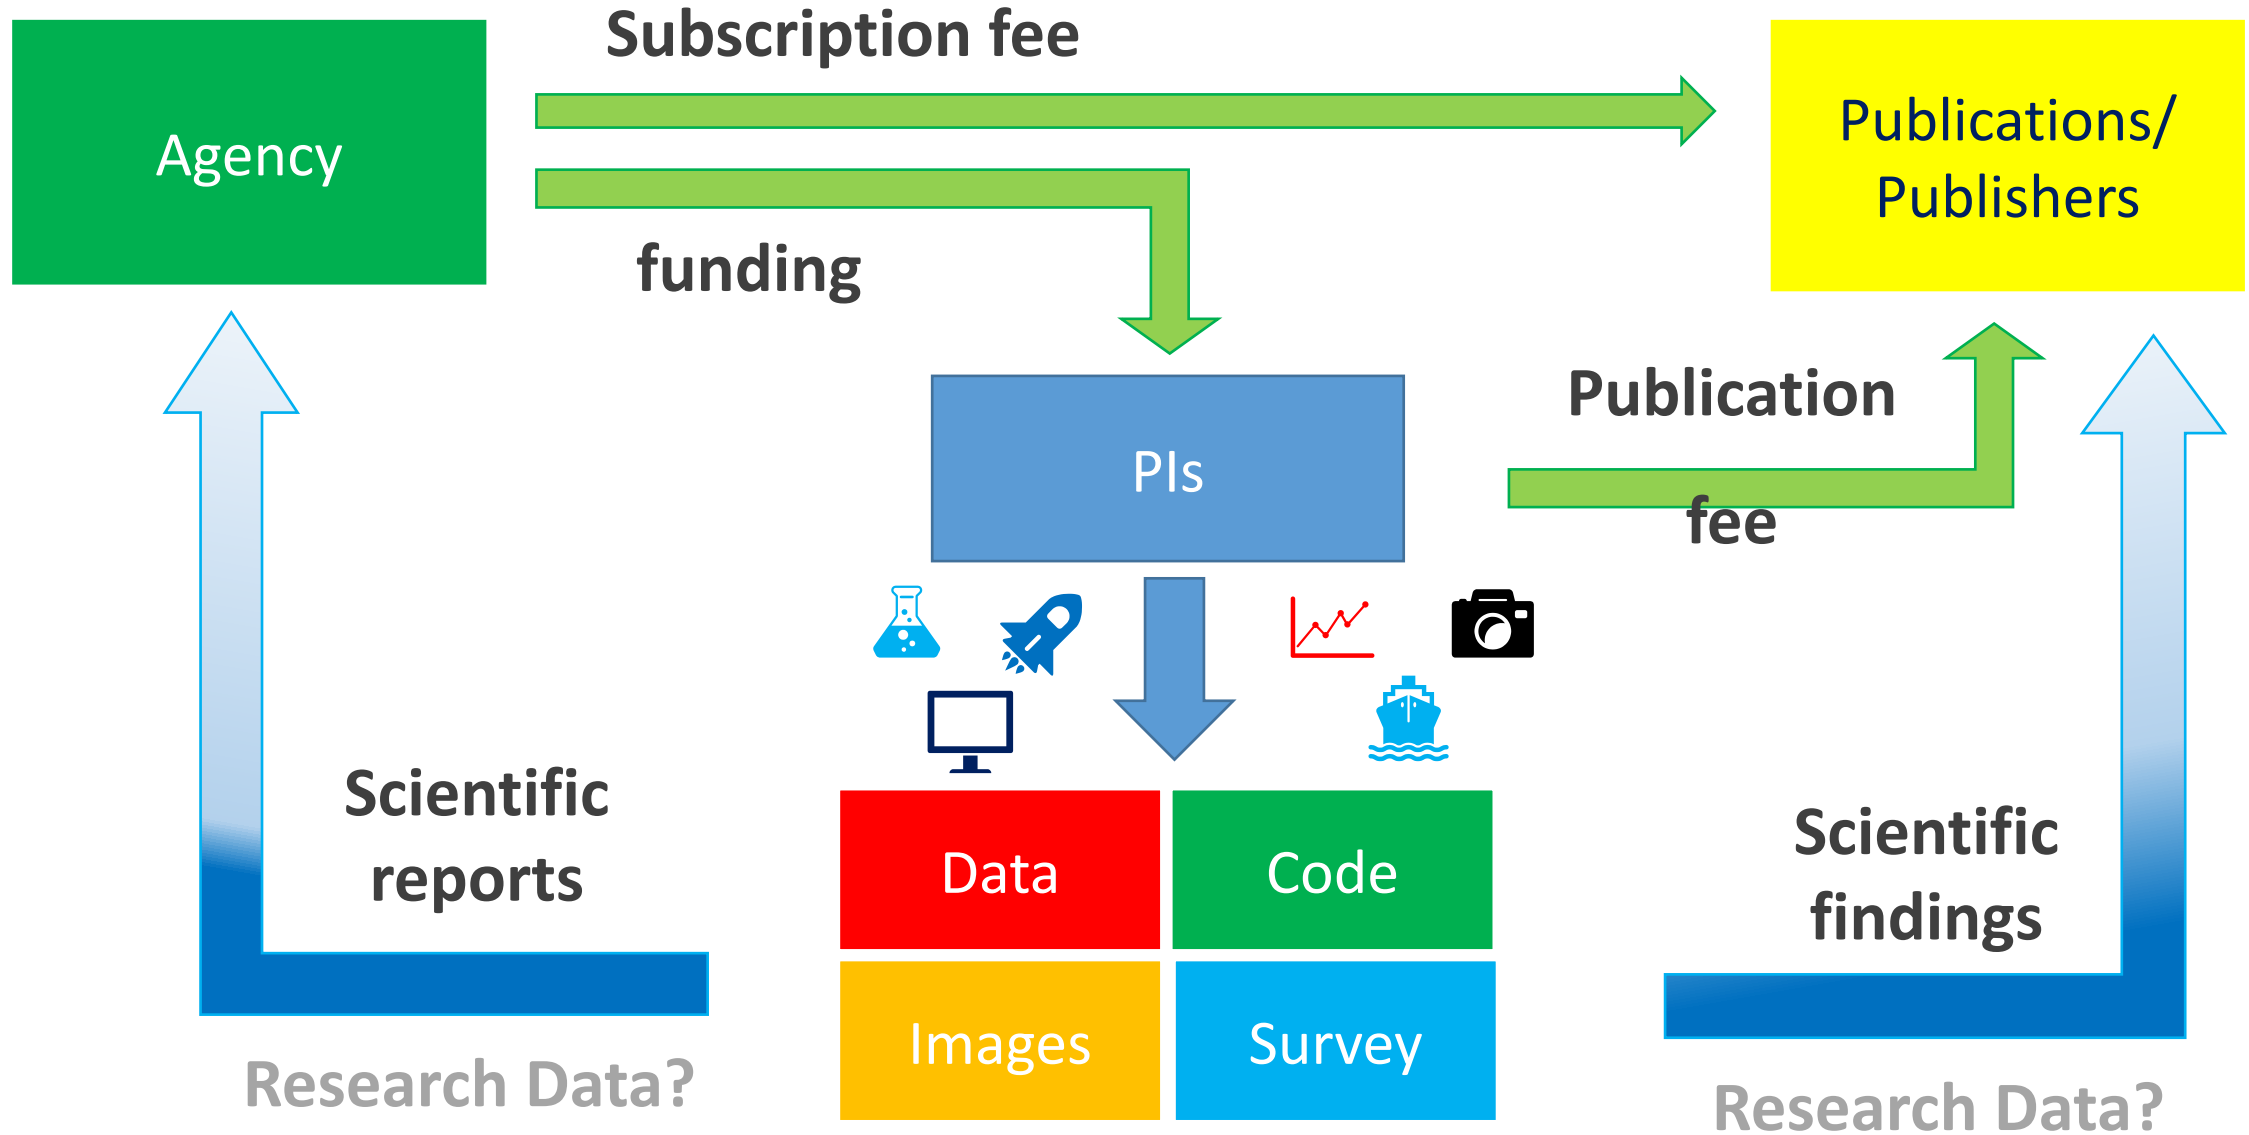 Subscription fee
Agency
Publications/
Publishers
funding
Publication
fee
PIs
Scientific
reports
Data
Code
Scientific
findings
Images
Survey
Research Data?
Research Data?